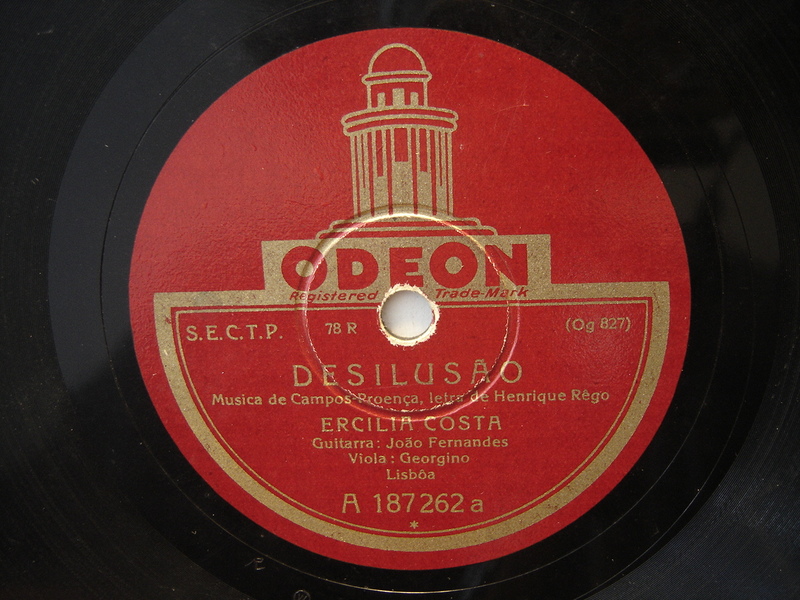 ODEON
Registered Trade-Mark
S.E.C.T.P. 78 R (Og 827)
DESILUSÃO
Musica de Campos-Proença, letra de Henrique Rêgo
ERCILIA COSTA
Guitarra: João Fernandes
Viola: Georgino
Lisbôa
A 187262 a
*